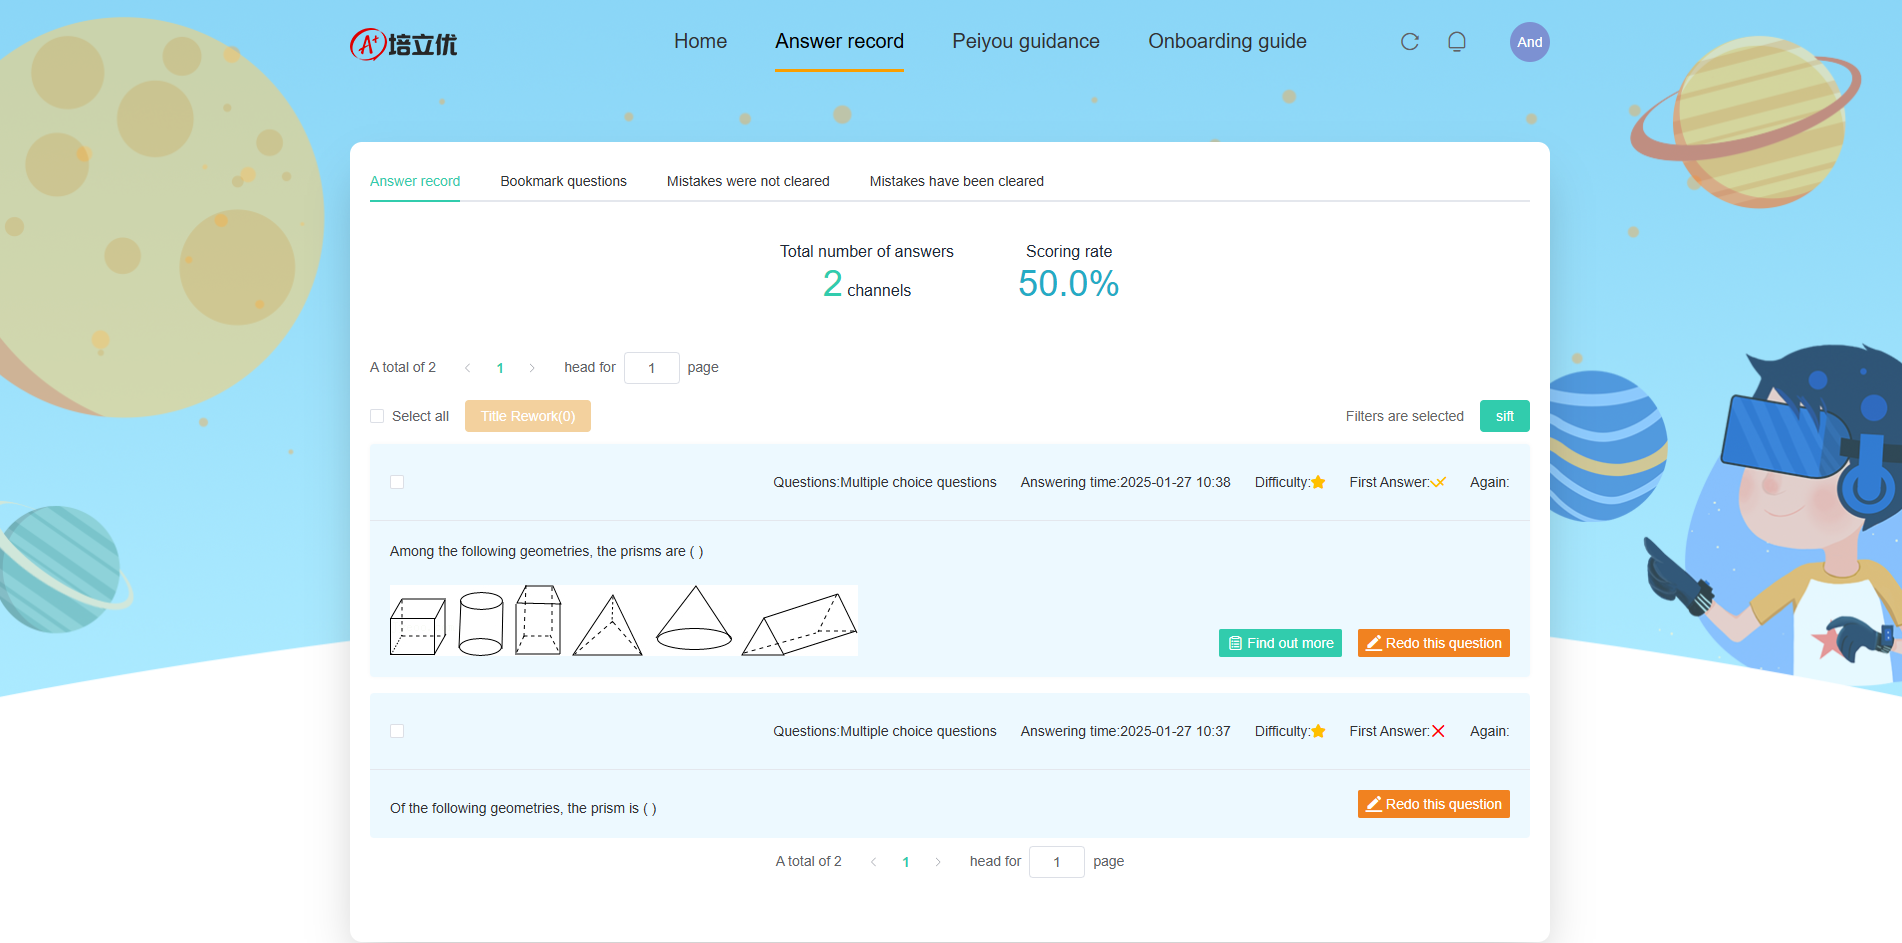 A+培立优
Home
Answer record
Peiyou guidance
Onboarding guide
And
Answer record
Bookmark questions
Mistakes were not cleared
Mistakes have been cleared
Total number of answers
2 channels
Scoring rate
50.0%
A total of 2
1
head for 1 page
Select all
Title Rework(0)
Filters are selected
sift
Questions:Multiple choice questions
Answering time:2025-01-27 10:38
Difficulty:
First Answer:
Again:
Among the following geometries, the prisms are ( )
Find out more
Redo this question
Questions:Multiple choice questions
Answering time:2025-01-27 10:37
Difficulty:
First Answer:
Again:
Of the following geometries, the prism is ( )
Redo this question
A total of 2
1
head for 1 page